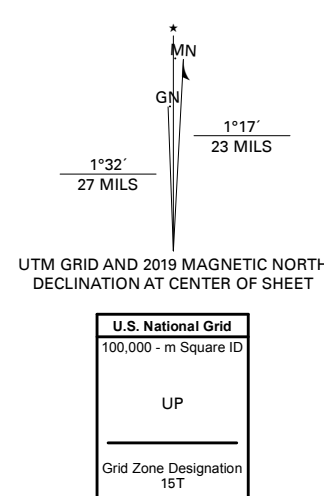 ★
MN
GN
1°17´
23 MILS
1°32´
27 MILS
UTM GRID AND 2019 MAGNETIC NORTH
DECLINATION AT CENTER OF SHEET
U.S. National Grid
100,000 - m Square ID
UP
Grid Zone Designation
15T